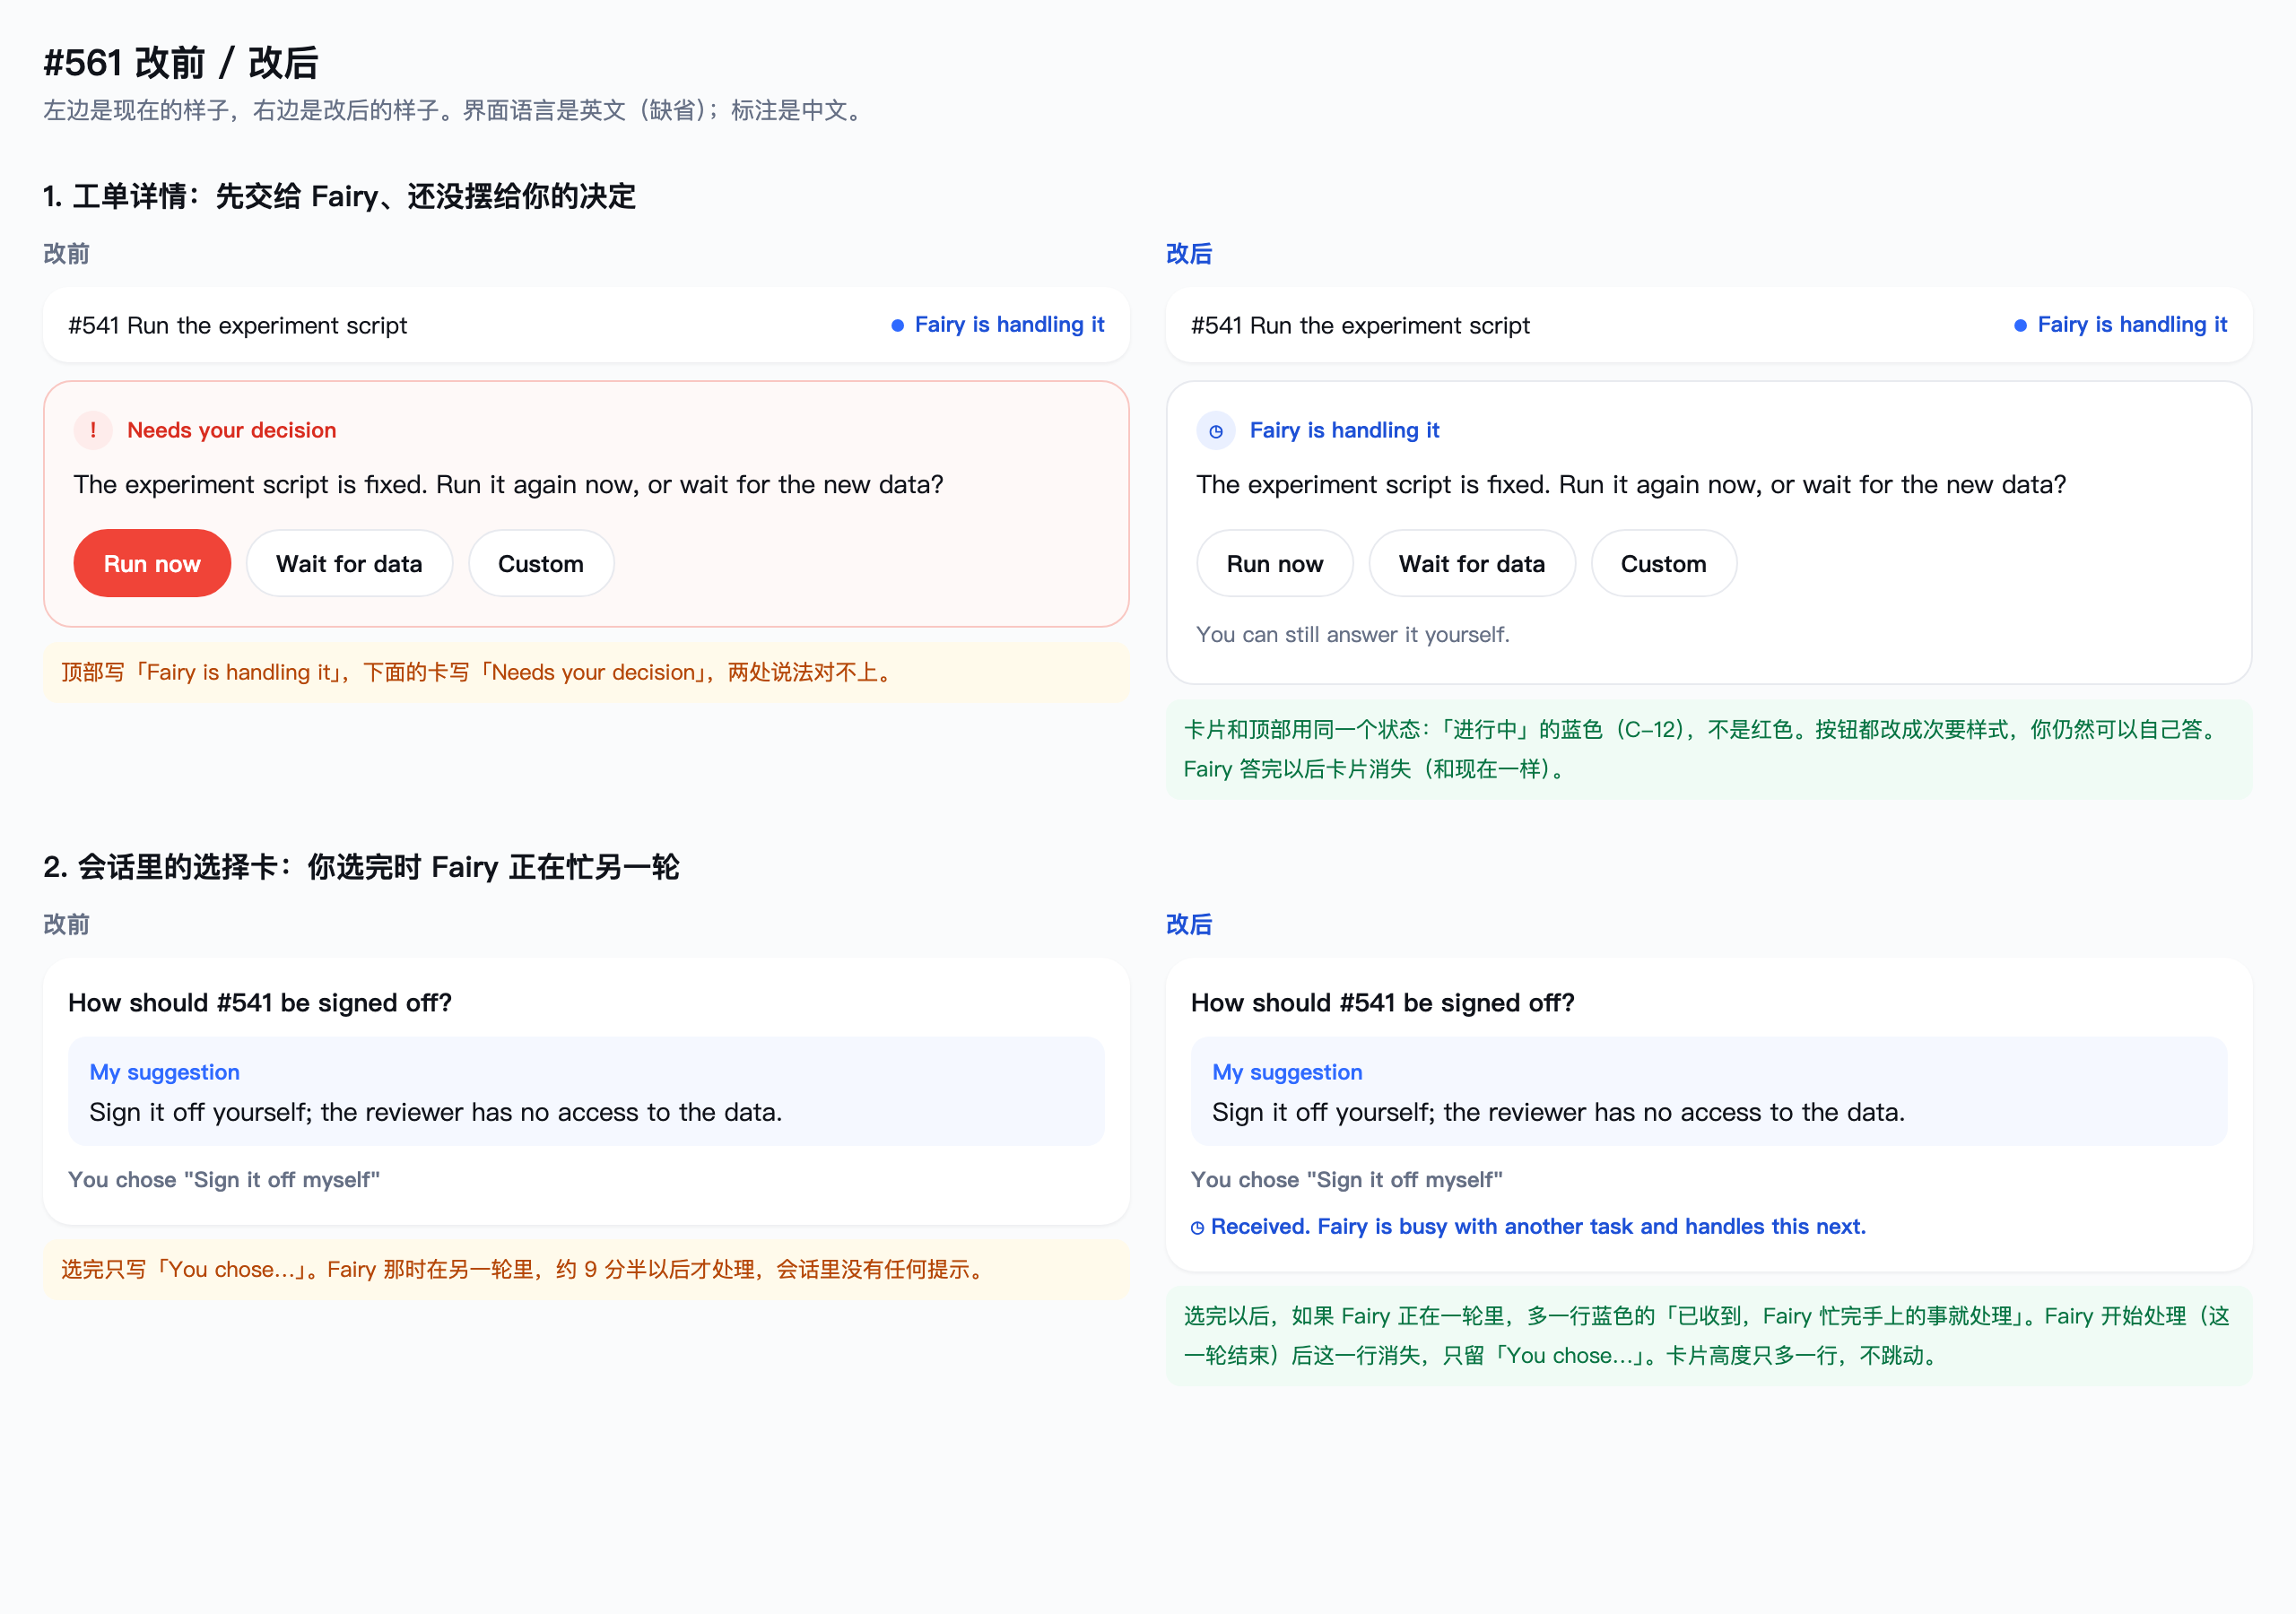 #561 改前 / 改后
左边是现在的样子，右边是改后的样子。界面语言是英文（缺省）；标注是中文。
1. 工单详情：先交给 Fairy、还没摆给你的决定
改前
#541 Run the experiment script
Fairy is handling it
! Needs your decision
The experiment script is fixed. Run it again now, or wait for the new data?
Run now
Wait for data
Custom
顶部写「Fairy is handling it」，下面的卡写「Needs your decision」，两处说法对不上。
改后
#541 Run the experiment script
Fairy is handling it
Fairy is handling it
The experiment script is fixed. Run it again now, or wait for the new data?
Run now
Wait for data
Custom
You can still answer it yourself.
卡片和顶部用同一个状态：「进行中」的蓝色（C-12），不是红色。按钮都改成次要样式，你仍然可以自己答。
Fairy 答完以后卡片消失（和现在一样）。
2. 会话里的选择卡：你选完时 Fairy 正在忙另一轮
改前
How should #541 be signed off?
My suggestion
Sign it off yourself; the reviewer has no access to the data.
You chose "Sign it off myself"
选完只写「You chose…」。Fairy 那时在另一轮里，约 9 分半以后才处理，会话里没有任何提示。
改后
How should #541 be signed off?
My suggestion
Sign it off yourself; the reviewer has no access to the data.
You chose "Sign it off myself"
Received. Fairy is busy with another task and handles this next.
选完以后，如果 Fairy 正在一轮里，多一行蓝色的「已收到，Fairy 忙完手上的事就处理」。Fairy 开始处理（这
一轮结束）后这一行消失，只留「You chose…」。卡片高度只多一行，不跳动。